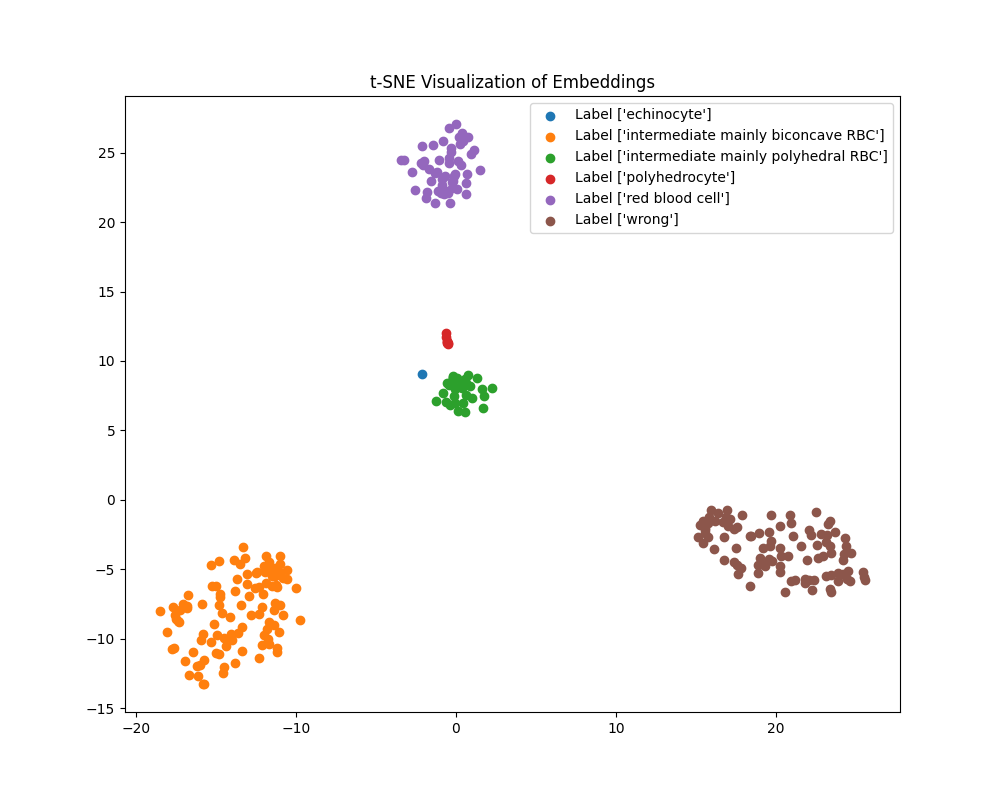 t-SNE Visualization of Embeddings
Label ['echinocyte']
Label ['intermediate mainly biconcave RBC']
Label ['intermediate mainly polyhedral RBC']
Label ['polyhedrocyte']
Label ['red blood cell']
Label ['wrong']
25
20
15
10
5
0
−5
−10
−15
−20 −10 0 10 20